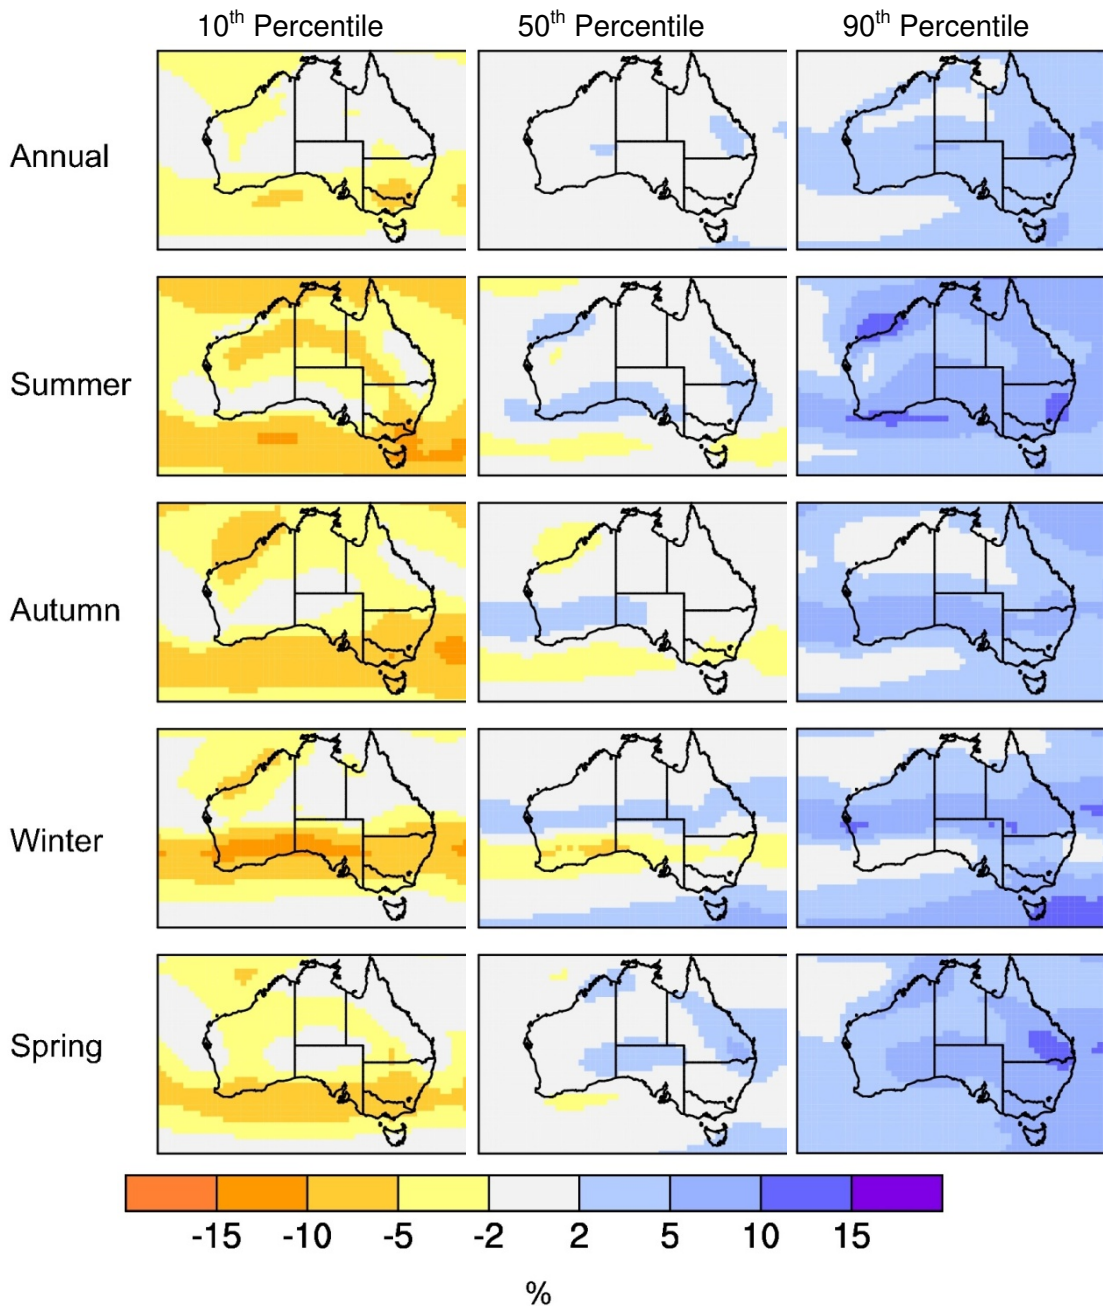 10th Percentile 50th Percentile 90th Percentile
Annual
Summer
Autumn
Winter
Spring
-15 -10 -5 -2 2 5 10 15
%